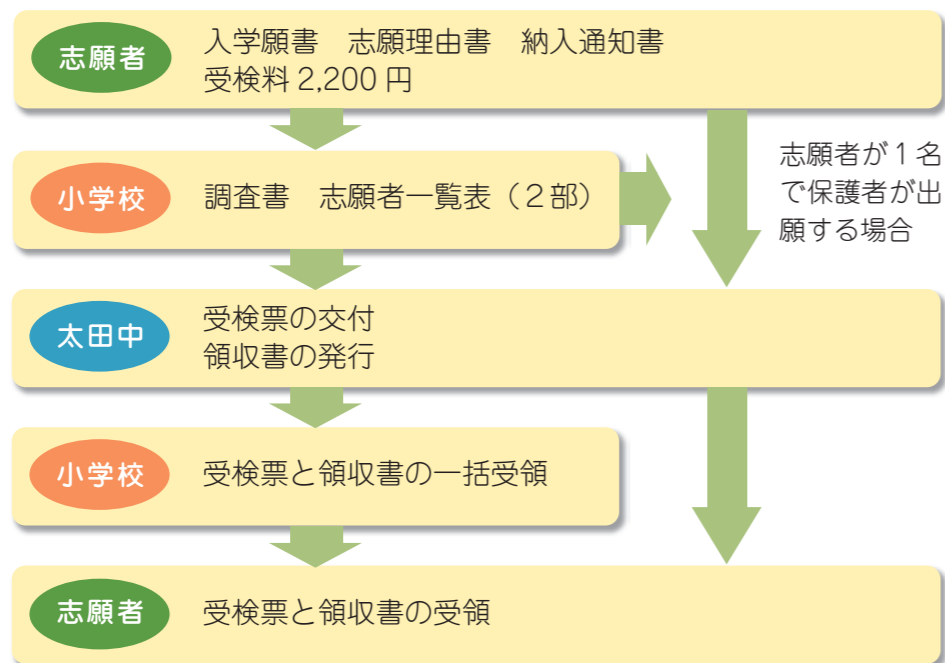 志願者
入学願書　志願理由書　納入通知書
受検料 2,200 円
志願者が１名
で保護者が出
願する場合
小学校
調査書　志願者一覧表（２部）
太田中
受検票の交付
領収書の発行
小学校
受検票と領収書の一括受領
志願者
受検票と領収書の受領